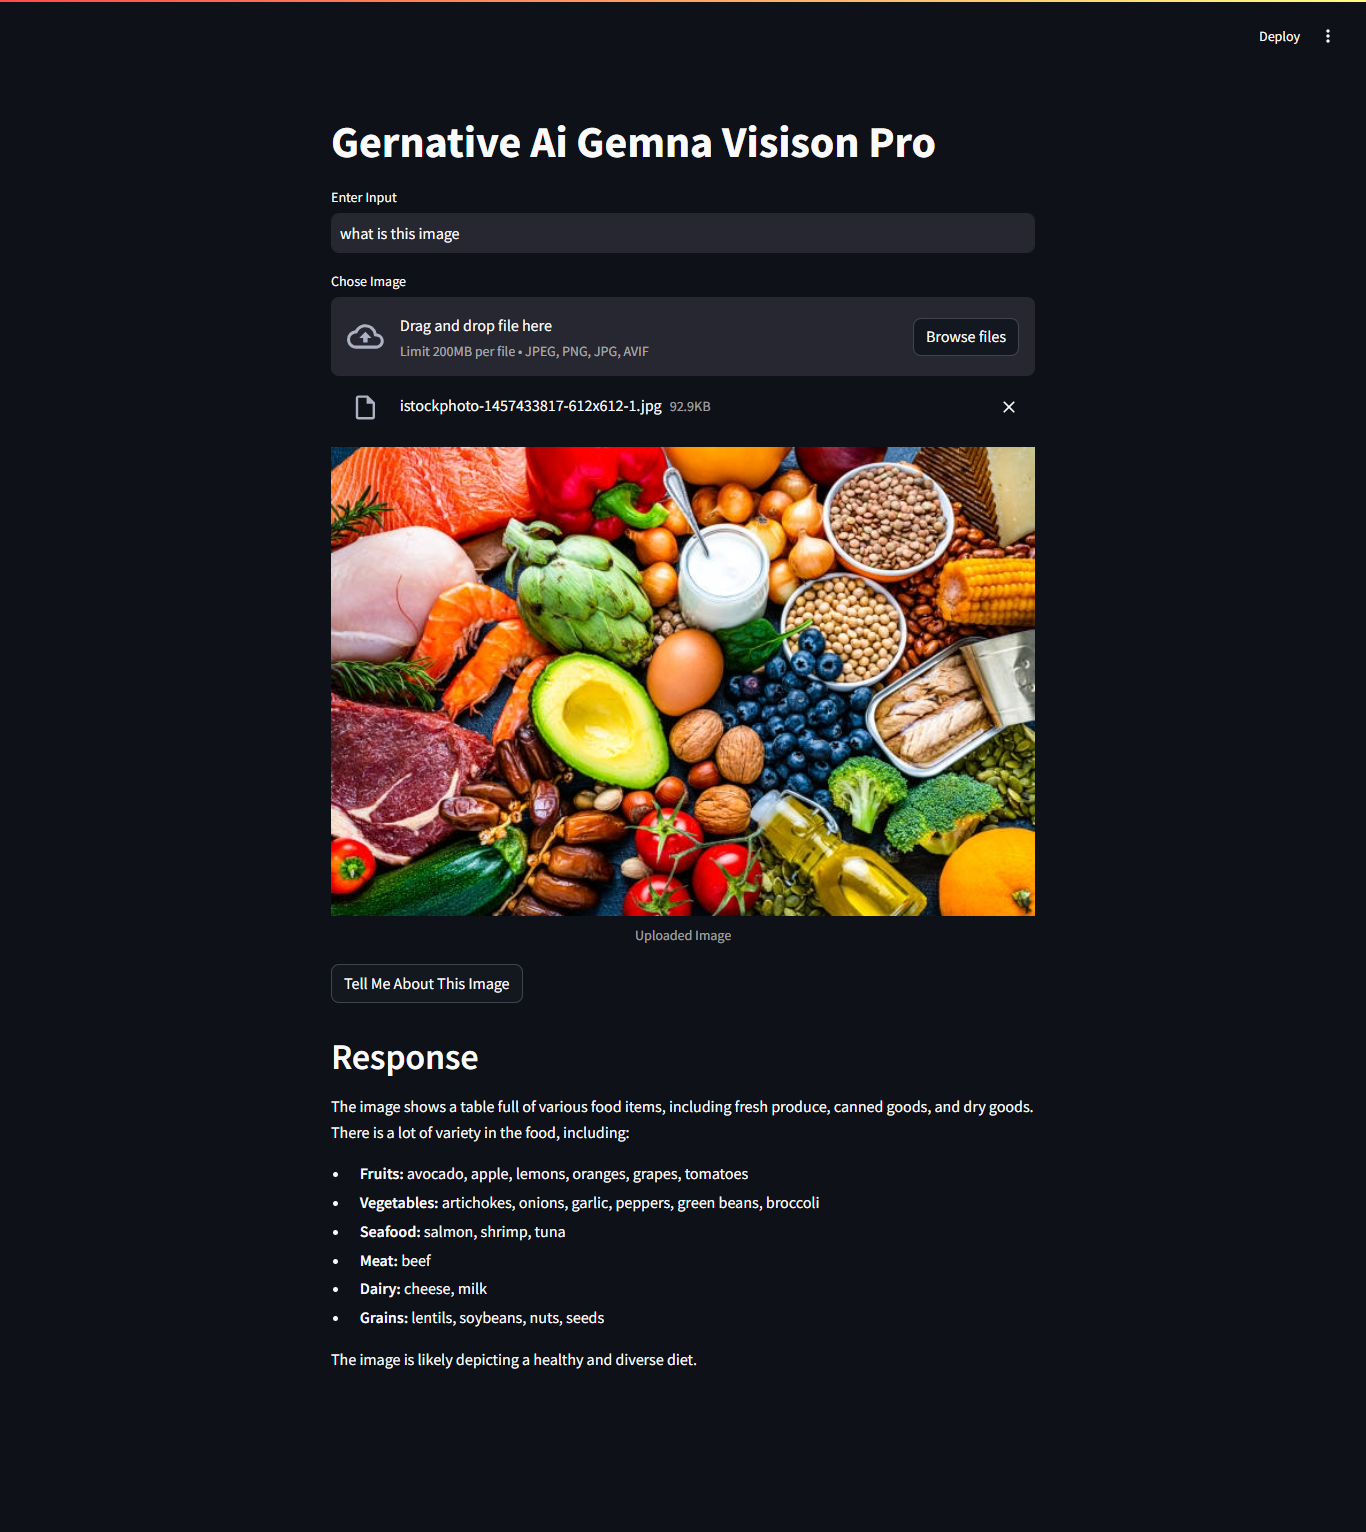 Deploy
Gernative Ai Gemna Visison Pro
Enter Input
what is this image
Chose Image
Drag and drop file here
Limit 200MB per file • JPEG, PNG, JPG, AVIF
Browse files
istockphoto-1457433817-612x612-1.jpg 92.9KB
Uploaded Image
Tell Me About This Image
Response
The image shows a table full of various food items, including fresh produce, canned goods, and dry goods.
There is a lot of variety in the food, including:
• Fruits: avocado, apple, lemons, oranges, grapes, tomatoes
• Vegetables: artichokes, onions, garlic, peppers, green beans, broccoli
• Seafood: salmon, shrimp, tuna
• Meat: beef
• Dairy: cheese, milk
• Grains: lentils, soybeans, nuts, seeds
The image is likely depicting a healthy and diverse diet.